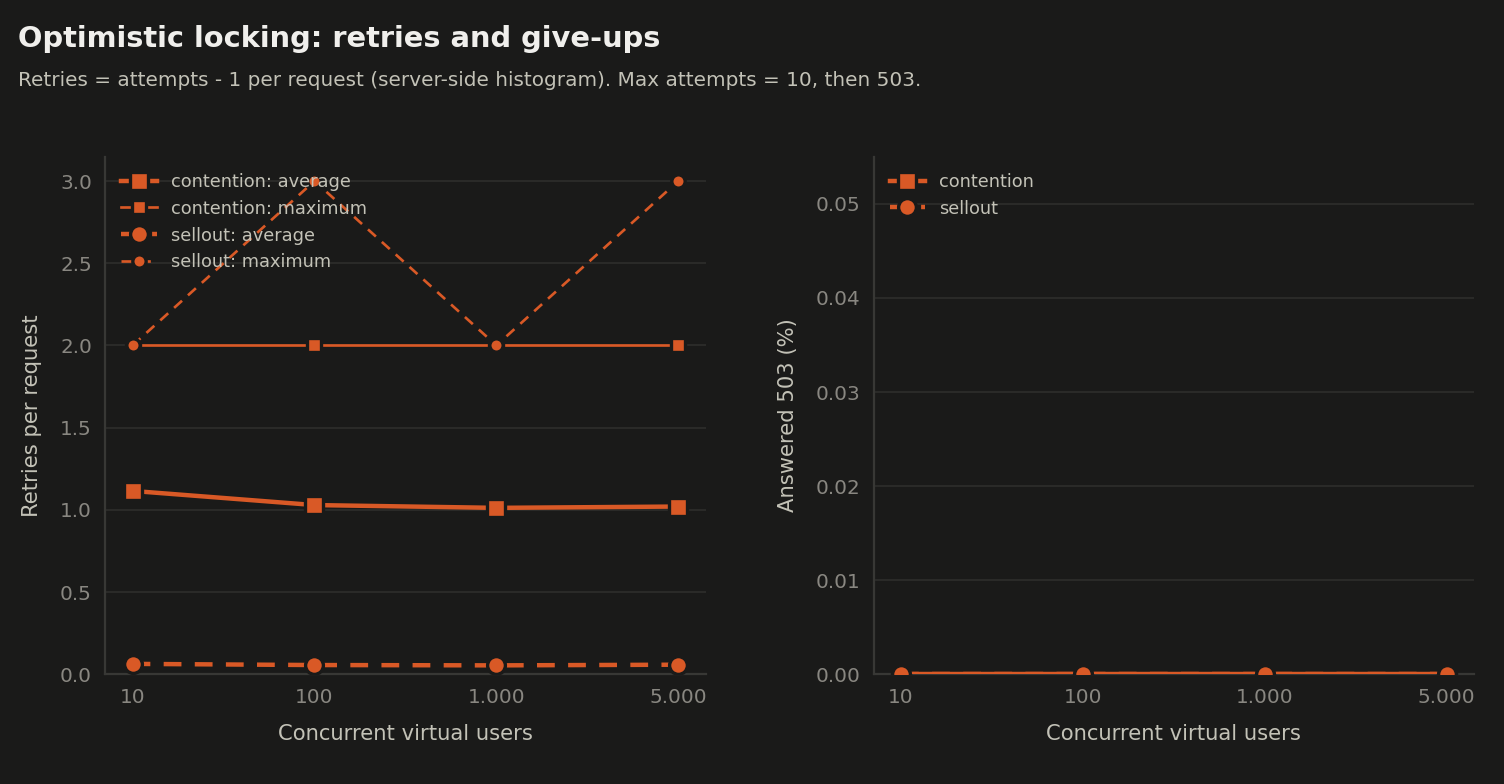 Optimistic locking: retries and give-ups
Retries = attempts - 1 per request (server-side histogram). Max attempts = 10, then 503.
contention: average
contention: maximum
sellout: average
sellout: maximum
3.0
2.5
2.0
1.5
1.0
0.5
0.0
Retries per request
10
100
1.000
5.000
Concurrent virtual users
contention
sellout
0.05
0.04
0.03
0.02
0.01
0.00
Answered 503 (%)
10
100
1.000
5.000
Concurrent virtual users